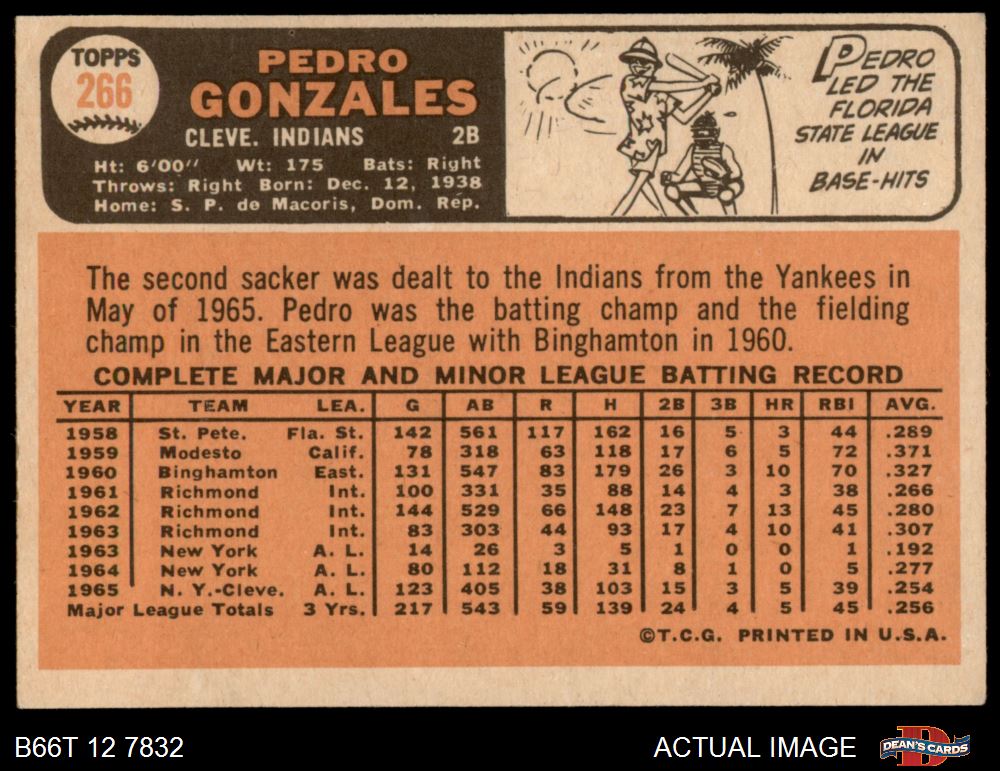 TOPPS
266
PEDRO
GONZALES
CLEVE. INDIANS 2B
Ht: 6'00" Wt: 175 Bats: Right
Throws: Right Born: Dec. 12, 1938
Home: S. P. de Macoris, Dom. Rep.
PEDRO
LED THE
FLORIDA
STATE LEAGUE
IN
BASE-HITS
The second sacker was dealt to the Indians from the Yankees in
May of 1965. Pedro was the batting champ and the fielding
champ in the Eastern League with Binghamton in 1960.
COMPLETE MAJOR AND MINOR LEAGUE BATTING RECORD
YEAR TEAM LEA. G AB R H 2B 3B HR RBI AVG.
1958 St. Pete. Fla. St. 142 561 117 162 16 5 3 44 .289
1959 Modesto Calif. 78 318 63 118 17 6 5 72 .371
1960 Binghamton East. 131 547 83 179 26 3 10 70 .327
1961 Richmond Int. 100 331 35 88 14 4 3 38 .266
1962 Richmond Int. 144 529 66 148 23 7 13 45 .280
1963 Richmond Int. 83 303 44 93 17 4 10 41 .307
1963 New York A. L. 14 26 3 5 1 0 0 1 .192
1964 New York A. L. 80 112 18 31 8 1 0 5 .277
1965 N. Y.-Cleve. A. L. 123 405 38 103 15 3 5 39 .254
Major League Totals 3 Yrs. 217 543 59 139 24 4 5 45 .256
©T.C.G. PRINTED IN U.S.A.
B66T 12 7832 ACTUAL IMAGE DEAN'S CARDS